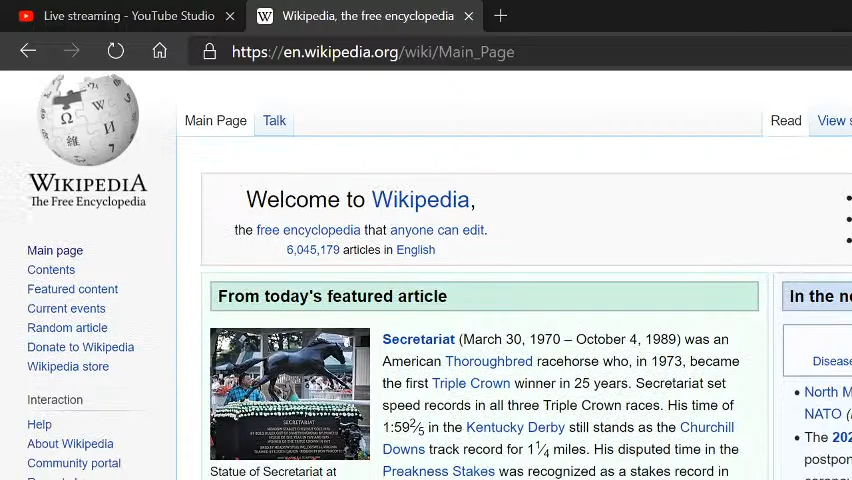 Live streaming - YouTube Studio
Wikipedia, the free encyclopedia
https://en.wikipedia.org/wiki/Main_Page
Main Page
Talk
Read
View
WIKIPEDIA
The Free Encyclopedia
Welcome to Wikipedia,
the free encyclopedia that anyone can edit.
6,045,179 articles in English
Main page
Contents
Featured content
Current events
Random article
Donate to Wikipedia
Wikipedia store
Interaction
Help
About Wikipedia
Community portal
From today's featured article
SECRETARIAT
Statue of Secretariat at
Secretariat (March 30, 1970 – October 4, 1989) was an
American Thoroughbred racehorse who, in 1973, became
the first Triple Crown winner in 25 years. Secretariat set
speed records in all three Triple Crown races. His time of
1:59 2/5 in the Kentucky Derby still stands as the Churchill
Downs track record for 1 1/4 miles. His disputed time in the
Preakness Stakes was recognized as a stakes record in
In the
Disease
North
NATO (
The